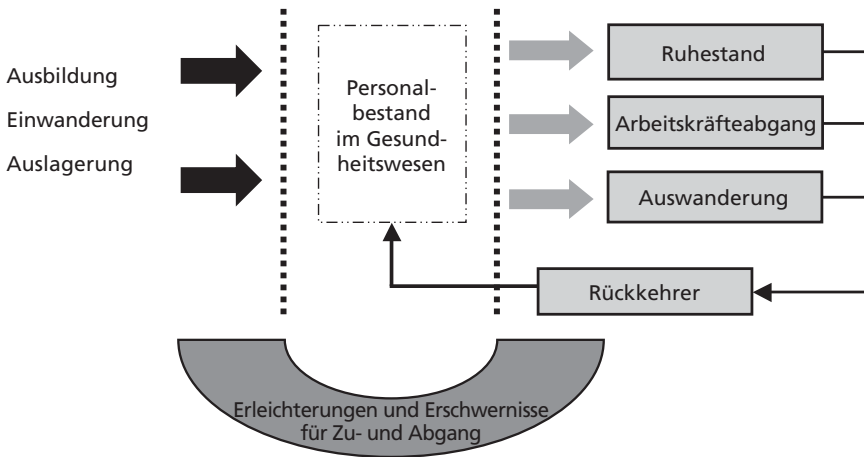 Ausbildung
Einwanderung
Auslagerung
Personal-
bestand
im Gesund-
heitswesen
Ruhestand
Arbeitskräfteabgang
Auswanderung
Rückkehrer
Erleichterungen und Erschwernisse
für Zu- und Abgang